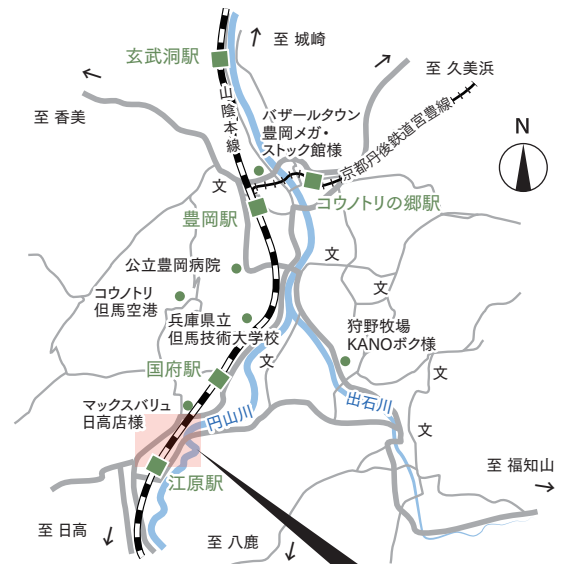 玄武洞駅
至 城崎
至 久美浜
至 香美
山陰本線
バザールタウン
豊岡メガ・
ストック館様
京都丹後鉄道宮豊線
N
文
コウノトリの郷駅
豊岡駅
文
公立豊岡病院
文
コウノトリ
但馬空港
兵庫県立
但馬技術大学校
狩野牧場
KANOボク様
文
国府駅
文
マックスバリュ
日高店様
円山川
出石川
文
江原駅
至 福知山
至 日高
至 八鹿